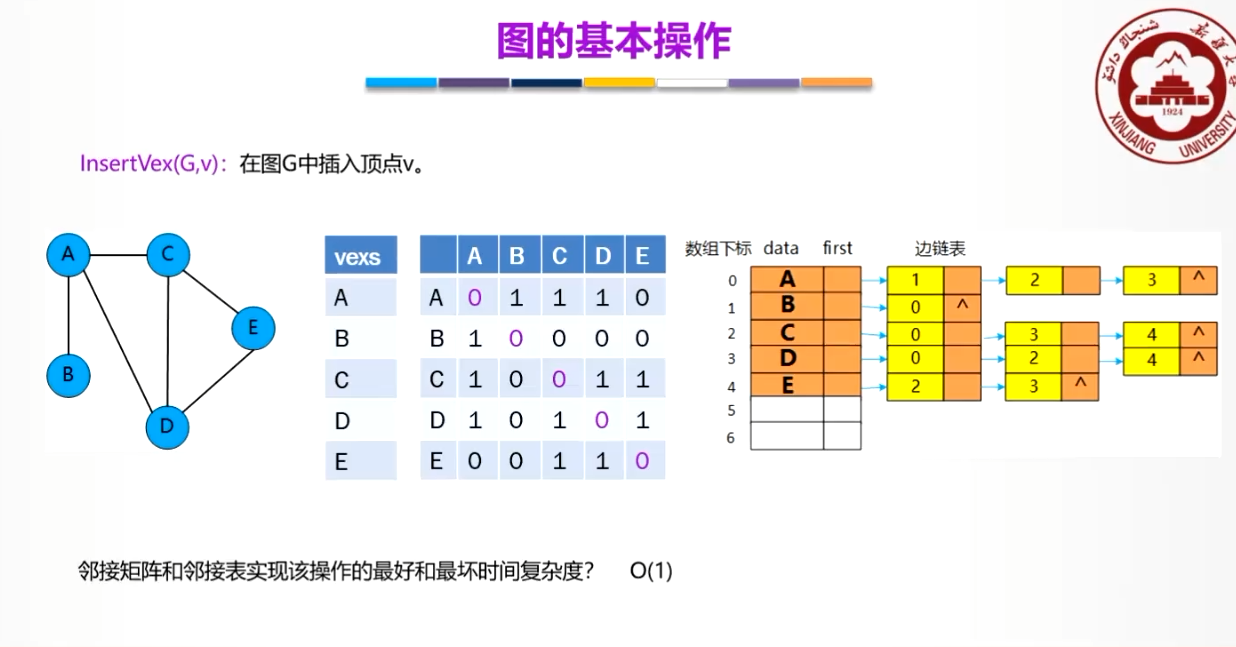 图的基本操作
شىنجاڭ داشۆ
新疆大学
1924
XINJIANG UNIVERSITY
InsertVex(G,v)：在图G中插入顶点v。
A C
E
B
D
vexs
A
B
C
D
E
A B C D E
A 0 1 1 1 0
B 1 0 0 0 0
C 1 0 0 1 1
D 1 0 1 0 1
E 0 0 1 1 0
数组下标 data first 边链表
0 A 1 2 3 ^
1 B 0 ^
2 C 0 3 4 ^
3 D 0 2 4 ^
4 E 2 3 ^
5
6
邻接矩阵和邻接表实现该操作的最好和最坏时间复杂度？ O(1)